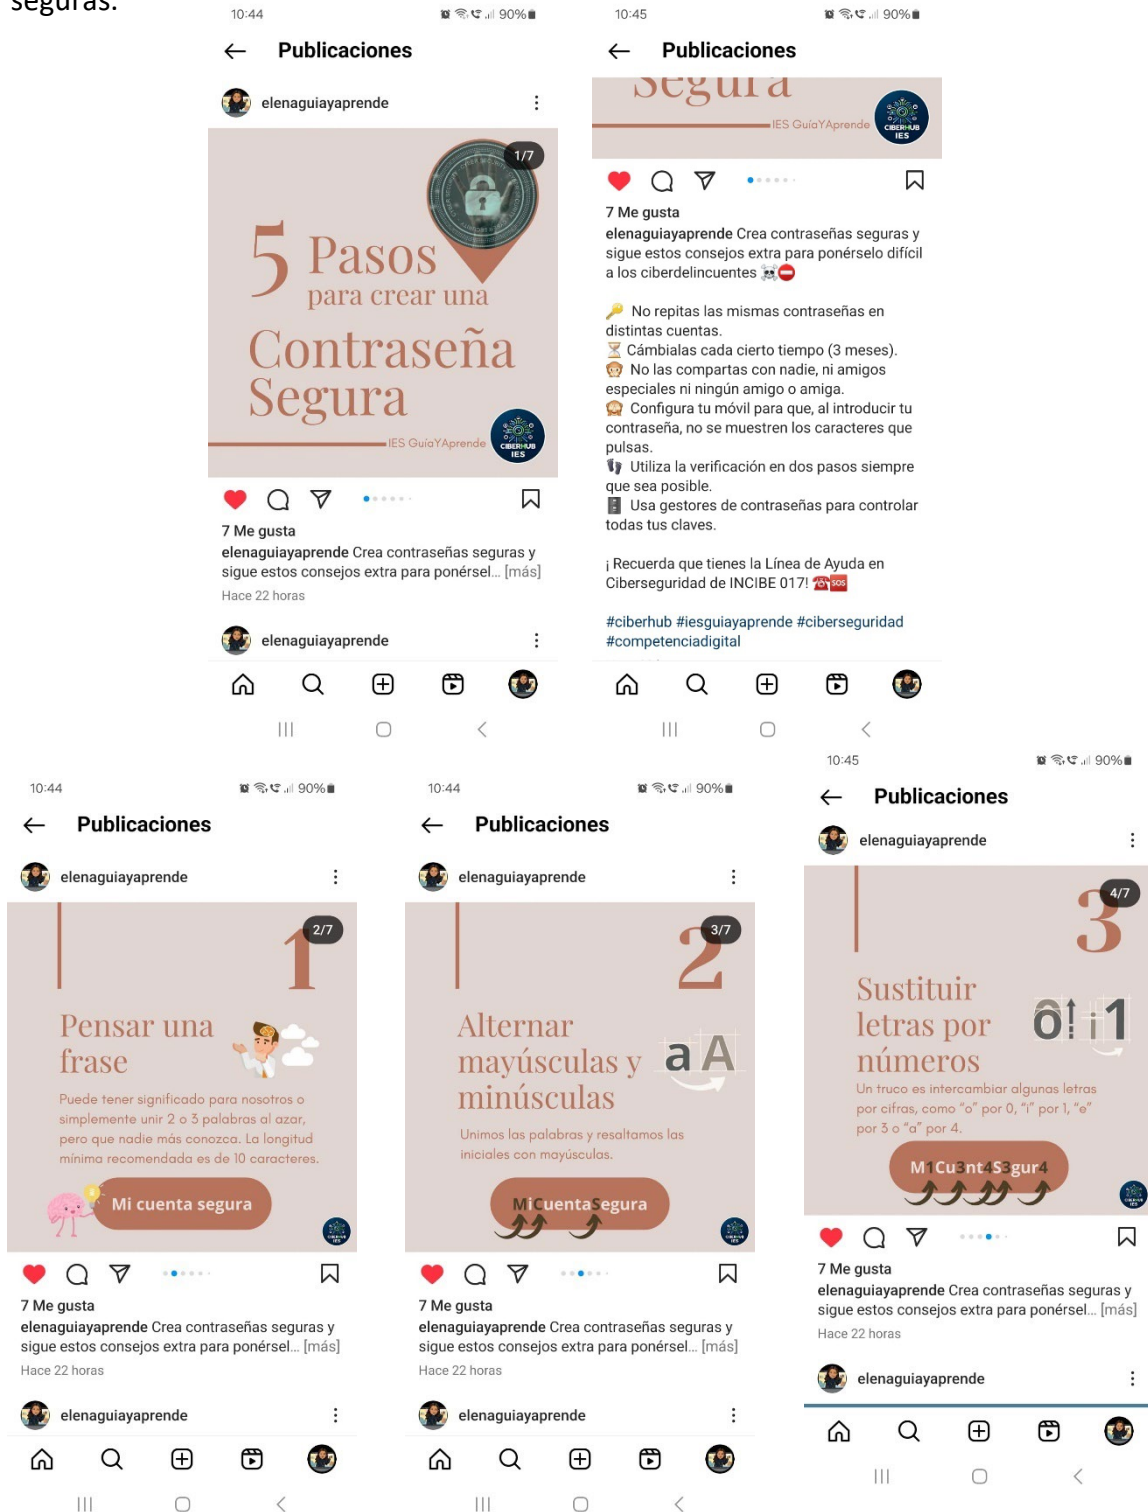 seguras.
10:44
90%
Publicaciones
elenaguiayaprende
1/7
5 Pasos
para crear una
Contraseña
Segura
IES GuíaYAprende
CIBERHUB
IES
7 Me gusta
elenaguiayaprende Crea contraseñas seguras y
sigue estos consejos extra para ponérsel... [más]
Hace 22 horas
elenaguiayaprende
10:45
90%
Publicaciones
Segura
IES GuíaYAprende
CIBERHUB
IES
7 Me gusta
elenaguiayaprende Crea contraseñas seguras y
sigue estos consejos extra para ponérselo difícil
a los ciberdelincuentes ☠️⛔
🔑 No repitas las mismas contraseñas en
distintas cuentas.
⏳ Cámbialas cada cierto tiempo (3 meses).
🙊 No las compartas con nadie, ni amigos
especiales ni ningún amigo o amiga.
🙈 Configura tu móvil para que, al introducir tu
contraseña, no se muestren los caracteres que
pulsas.
👣 Utiliza la verificación en dos pasos siempre
que sea posible.
🗄️ Usa gestores de contraseñas para controlar
todas tus claves.
¡ Recuerda que tienes la Línea de Ayuda en
Ciberseguridad de INCIBE 017! ☎️🆘
#ciberhub #iesguiayaprende #ciberseguridad
#competenciadigital
10:44
90%
Publicaciones
elenaguiayaprende
2/7
1
Pensar una
frase
Puede tener significado para nosotros o
simplemente unir 2 o 3 palabras al azar,
pero que nadie más conozca. La longitud
mínima recomendada es de 10 caracteres.
Mi cuenta segura
7 Me gusta
elenaguiayaprende Crea contraseñas seguras y
sigue estos consejos extra para ponérsel... [más]
Hace 22 horas
elenaguiayaprende
10:44
90%
Publicaciones
elenaguiayaprende
3/7
2
Alternar
mayúsculas y
minúsculas
aA
Unimos las palabras y resaltamos las
iniciales con mayúsculas.
MiCuentaSegura
7 Me gusta
elenaguiayaprende Crea contraseñas seguras y
sigue estos consejos extra para ponérsel... [más]
Hace 22 horas
elenaguiayaprende
10:45
90%
Publicaciones
elenaguiayaprende
4/7
3
Sustituir
letras por
números
Un truco es intercambiar algunas letras
por cifras, como "o" por 0, "i" por 1, "e"
por 3 o "a" por 4.
M1Cu3nt4S3gur4
7 Me gusta
elenaguiayaprende Crea contraseñas seguras y
sigue estos consejos extra para ponérsel... [más]
Hace 22 horas
elenaguiayaprende